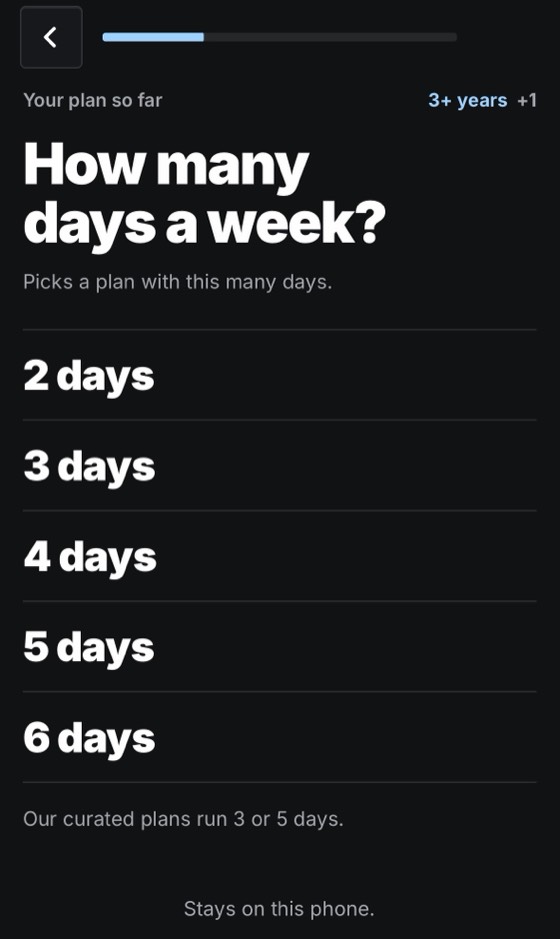 Your plan so far
3+ years +1
How many
days a week?
Picks a plan with this many days.
2 days
3 days
4 days
5 days
6 days
Our curated plans run 3 or 5 days.
Stays on this phone.